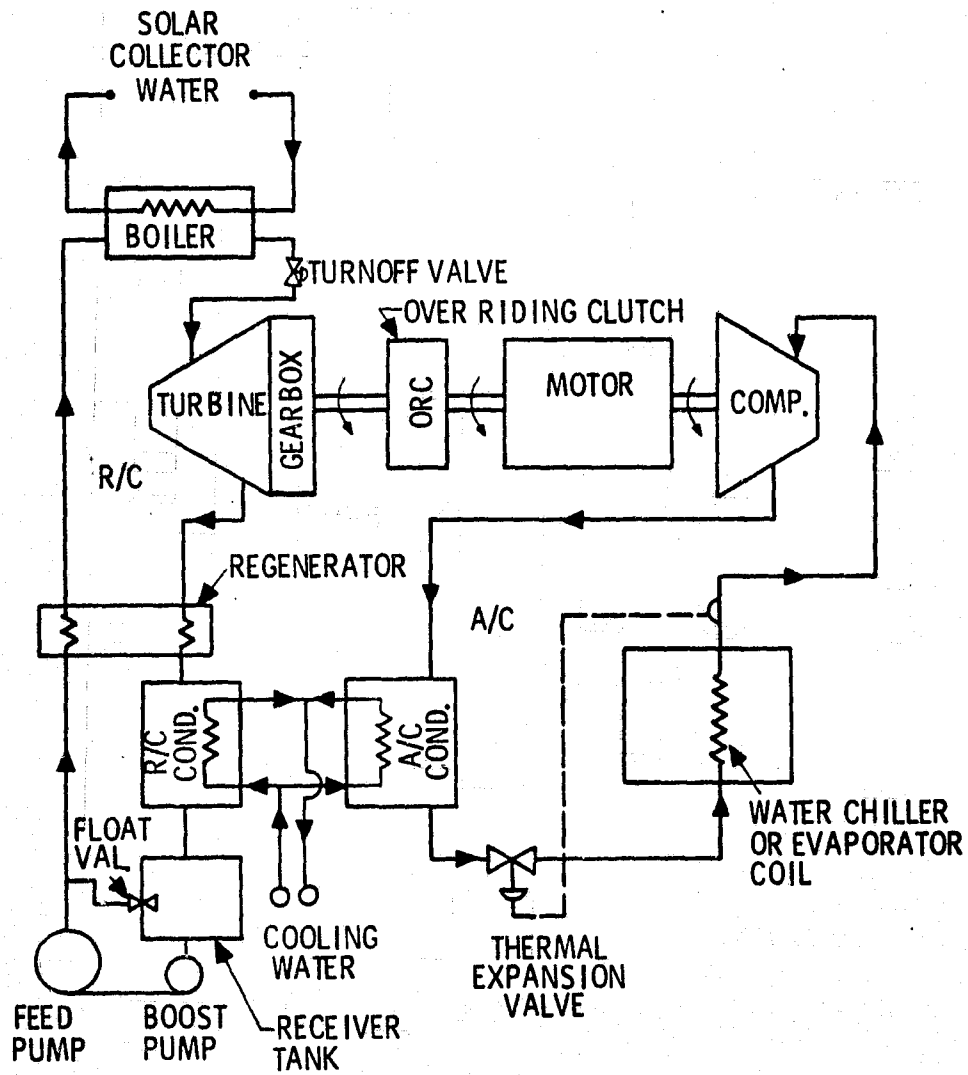 SOLAR
COLLECTOR
WATER
BOILER
TURNOFF VALVE
OVER RIDING CLUTCH
TURBINE
GEARBOX
ORC
MOTOR
COMP.
R/C
REGENERATOR
A/C
R/C
COND.
A/C
COND.
FLOAT
VAL
WATER CHILLER
OR EVAPORATOR
COIL
COOLING
WATER
THERMAL
EXPANSION
VALVE
FEED
PUMP
BOOST
PUMP
RECEIVER
TANK